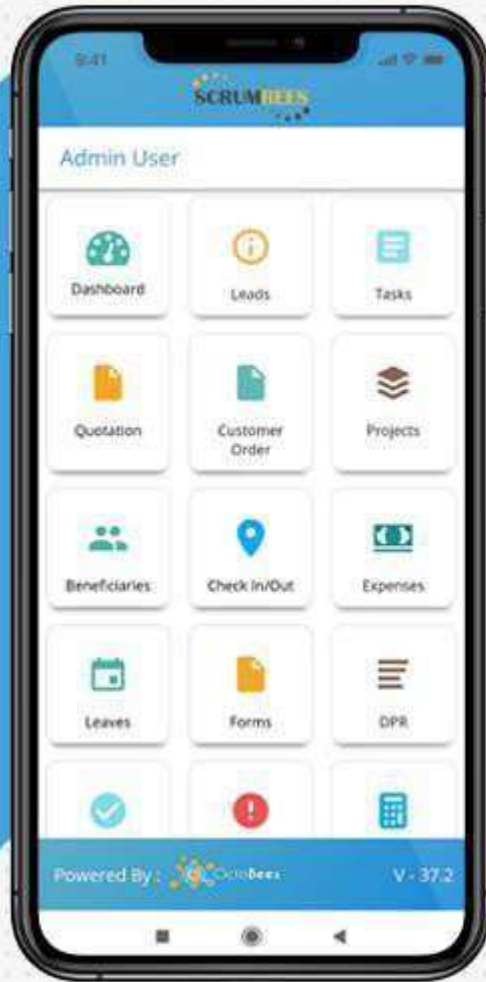 9:41
SCRUMBEES
Admin User
Dashboard
Leads
Tasks
Quotation
Customer
Order
Projects
Beneficiaries
Check In/Out
Expenses
Leaves
Forms
DPR
Powered By : OctoBees
V - 37.2